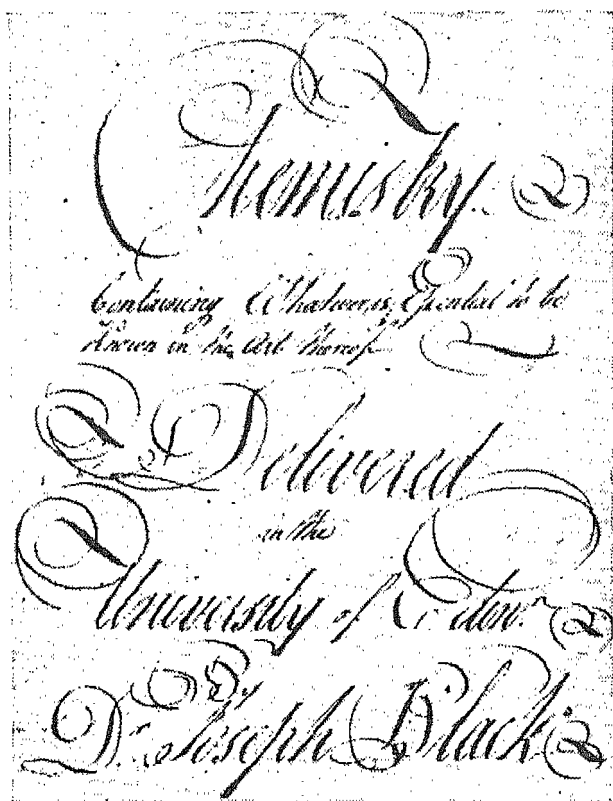 Chemistry
Containing Whatever is Essential to be
Known in the Art thereof
Delivered
in the
University of
By
Dr. Joseph Black